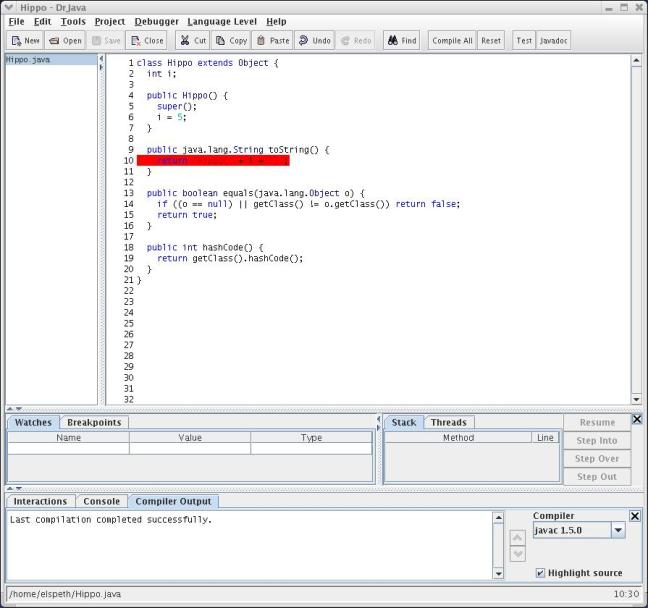 Hippo - DrJava
File Edit Tools Project Debugger Language Level Help
New Open Save Close Cut Copy Paste Undo Redo Find Compile All Reset Test Javadoc
Hippo.java
1 class Hippo extends Object {
2 int i;
3
4 public Hippo() {
5 super();
6 i = 5;
7 }
8
9 public java.lang.String toString() {
10 return + i + ;
11 }
12
13 public boolean equals(java.lang.Object o) {
14 if ((o == null) || getClass() != o.getClass()) return false;
15 return true;
16 }
17
18 public int hashCode() {
19 return getClass().hashCode();
20 }
21 }
22
23
24
25
26
27
28
29
30
31
32
Watches Breakpoints
Name Value Type
Stack Threads
Method Line
Resume
Step Into
Step Over
Step Out
Interactions Console Compiler Output
Last compilation completed successfully.
Compiler
javac 1.5.0
Highlight source
/home/elspeth/Hippo.java 10:30